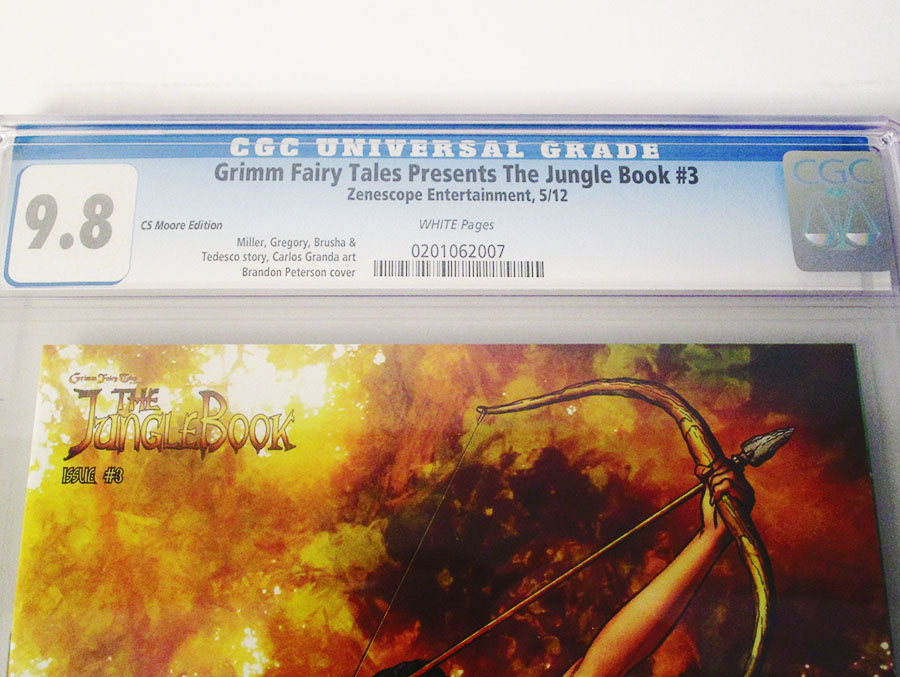 CGC UNIVERSAL GRADE
Grimm Fairy Tales Presents The Jungle Book #3
Zenescope Entertainment, 5/12
9.8
CS Moore Edition
WHITE Pages
Miller, Gregory, Brusha &
Tedesco story, Carlos Granda art
Brandon Peterson cover
0201062007
CGC
Grimm Fairy Tales
THE
JUNGLE BOOK
ISSUE #3